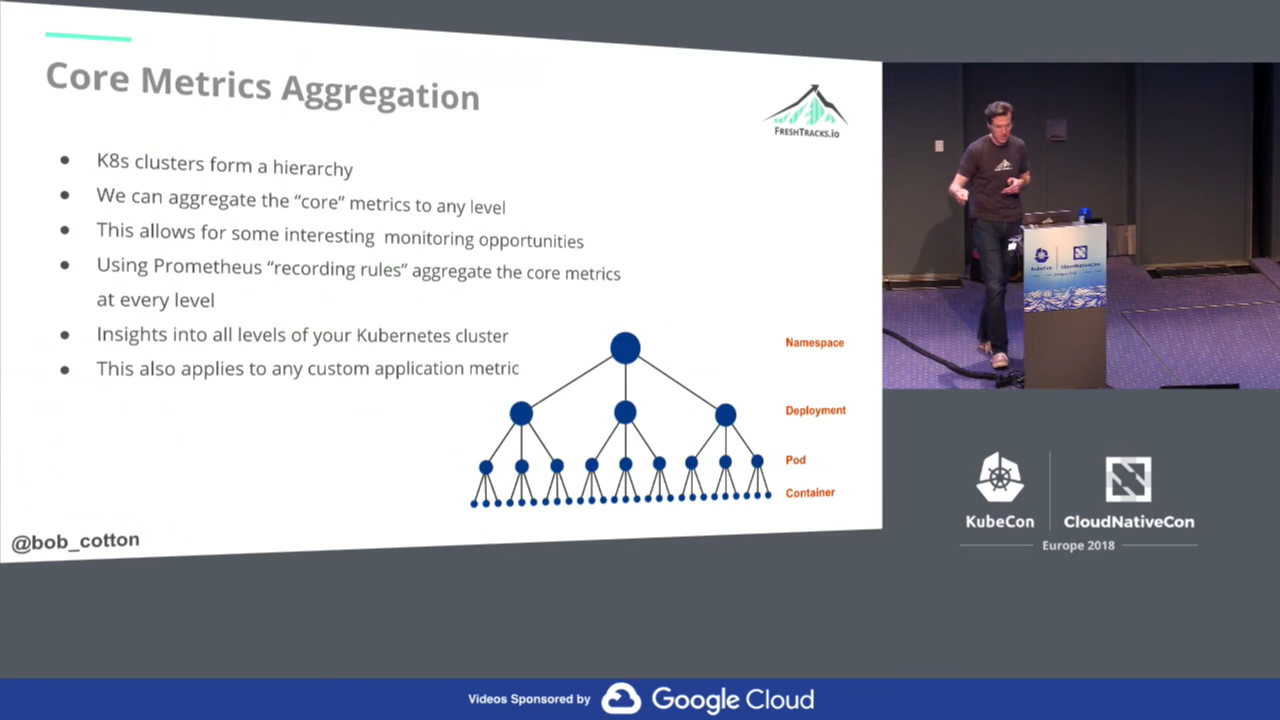 Core Metrics Aggregation
FRESHTRACKS.IO
K8s clusters form a hierarchy
We can aggregate the “core” metrics to any level
This allows for some interesting monitoring opportunities
Using Prometheus “recording rules” aggregate the core metrics
at every level
Insights into all levels of your Kubernetes cluster
This also applies to any custom application metric
Namespace
Deployment
Pod
Container
@bob_cotton
KubeCon
CloudNativeCon
KubeCon
CloudNativeCon
Europe 2018
Videos Sponsored by
Google Cloud